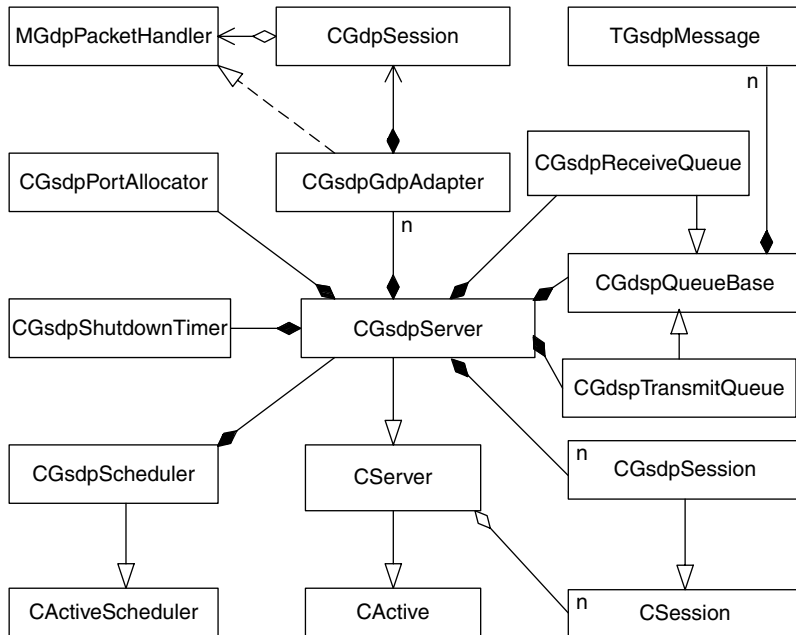 MGdpPacketHandler
CGdpSession
TGsdpMessage
n
CGsdpPortAllocator
CGsdpGdpAdapter
CGsdpReceiveQueue
n
CGdspQueueBase
CGsdpShutdownTimer
CGsdpServer
CGdspTransmitQueue
n
CGsdpScheduler
CServer
CGsdpSession
CActiveScheduler
CActive
n
CSession